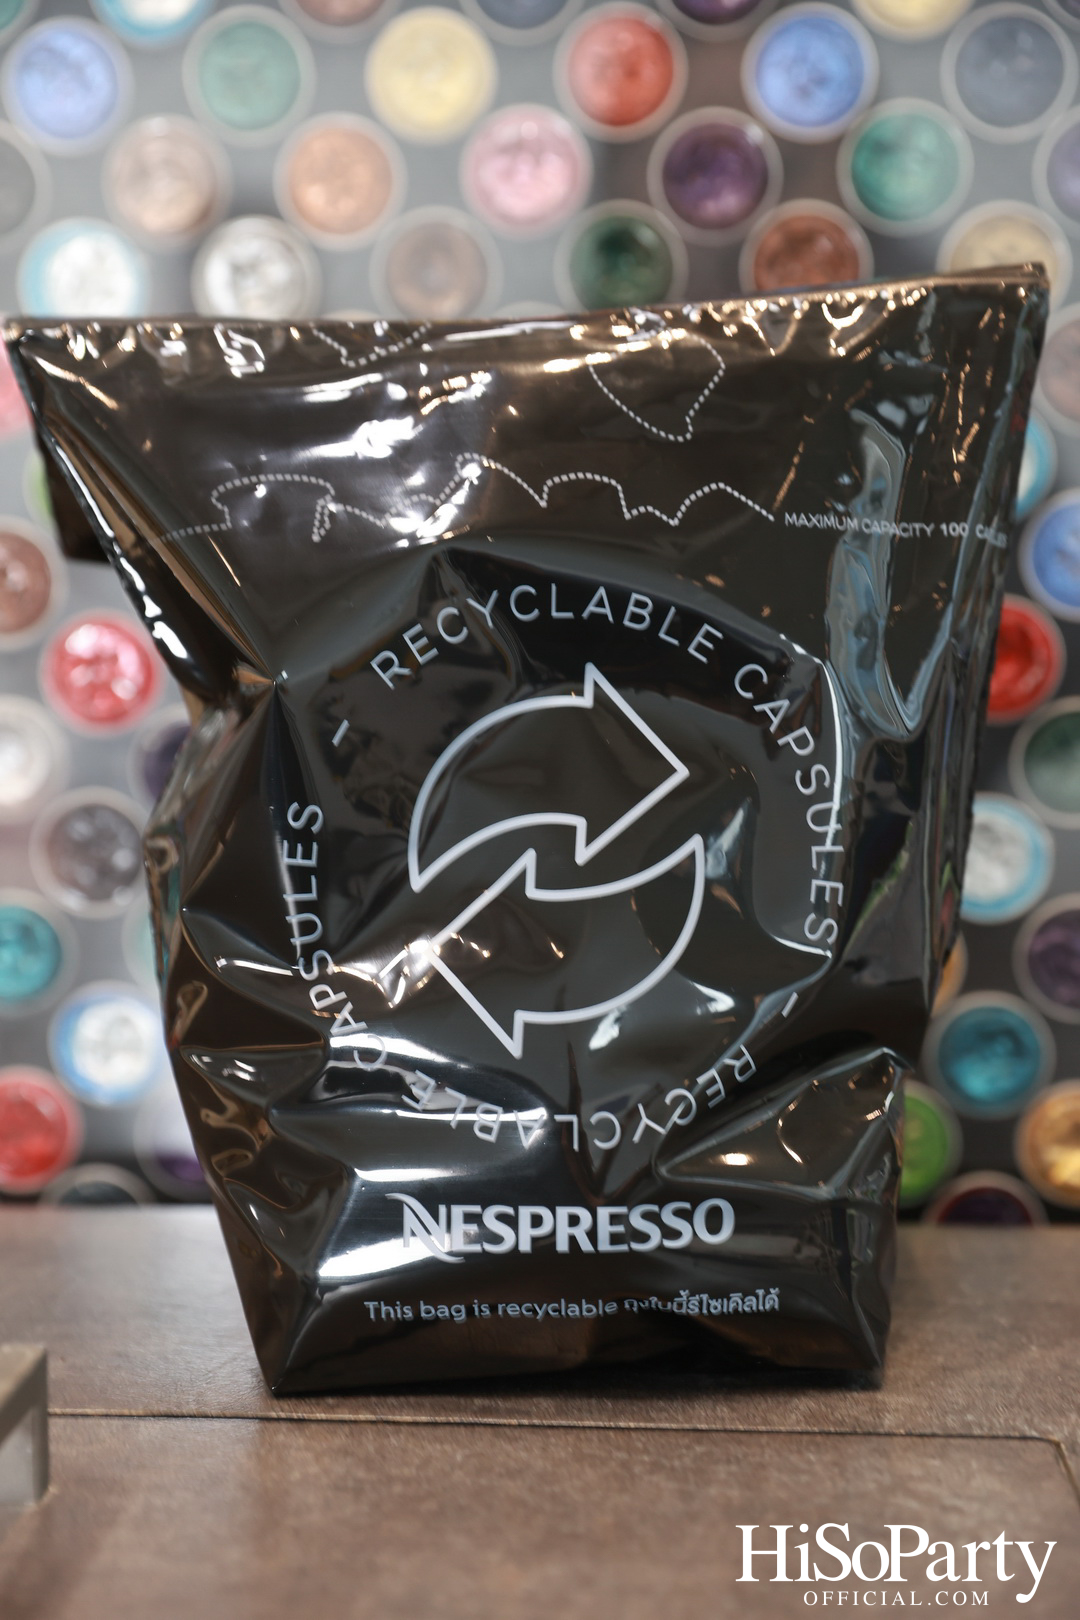 MAXIMUM CAPACITY 100
– RECYCLABLE CAPSULES
– RECYCLABLE CAPSULES
NESPRESSO
This bag is recyclable ถุงใบนี้รีไซเคิลได้
HiSoParty
OFFICIAL.COM